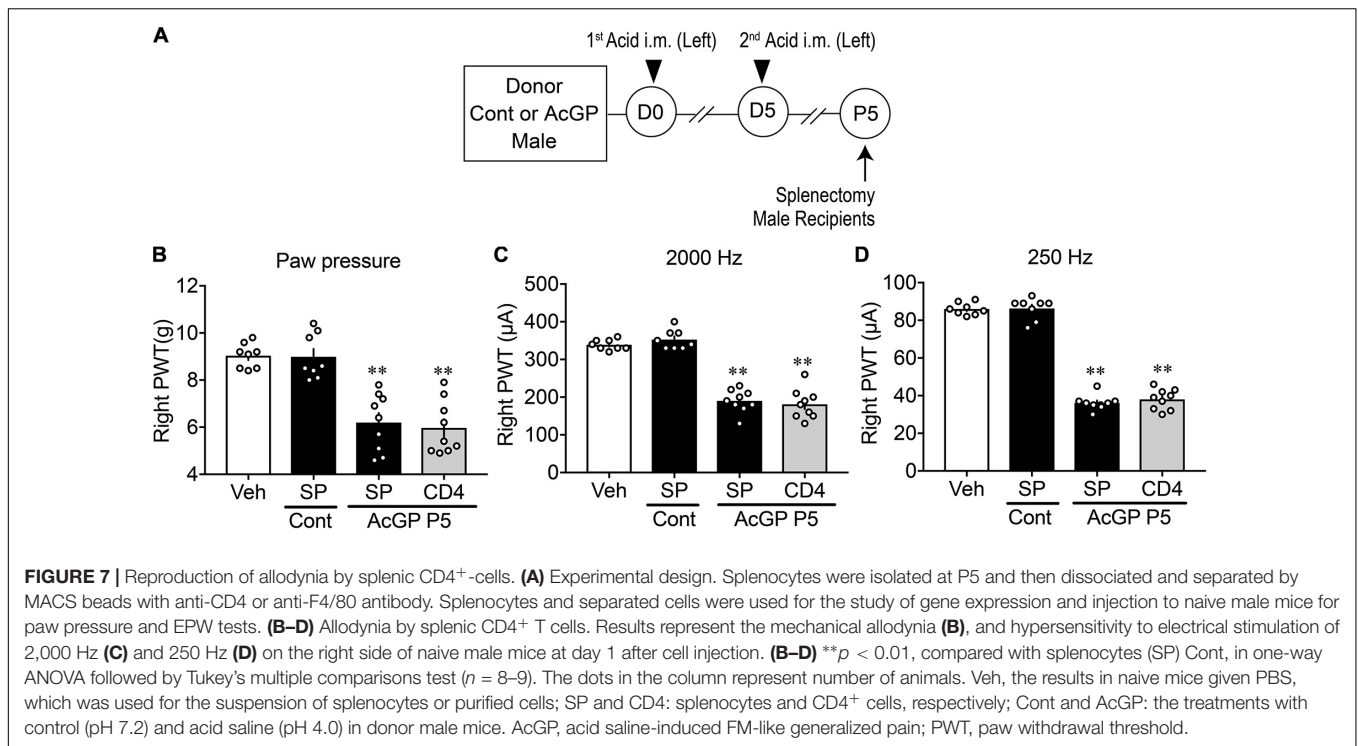 A
1st Acid i.m. (Left) 2nd Acid i.m. (Left)
Donor
Cont or AcGP
Male
D0 D5 P5
Splenectomy
Male Recipients
B Paw pressure
12
10
8
6
4
Right PWT(g)
** **
Veh SP SP CD4
Cont AcGP P5
C 2000 Hz
500
400
300
200
100
0
Right PWT (µA)
** **
Veh SP SP CD4
Cont AcGP P5
D 250 Hz
100
80
60
40
20
0
Right PWT (µA)
** **
Veh SP SP CD4
Cont AcGP P5
FIGURE 7 | Reproduction of allodynia by splenic CD4+-cells. (A) Experimental design. Splenocytes were isolated at P5 and then dissociated and separated by
MACS beads with anti-CD4 or anti-F4/80 antibody. Splenocytes and separated cells were used for the study of gene expression and injection to naive male mice for
paw pressure and EPW tests. (B–D) Allodynia by splenic CD4+ T cells. Results represent the mechanical allodynia (B), and hypersensitivity to electrical stimulation of
2,000 Hz (C) and 250 Hz (D) on the right side of naive male mice at day 1 after cell injection. (B–D) **p < 0.01, compared with splenocytes (SP) Cont, in one-way
ANOVA followed by Tukey's multiple comparisons test (n = 8–9). The dots in the column represent number of animals. Veh, the results in naive mice given PBS,
which was used for the suspension of splenocytes or purified cells; SP and CD4: splenocytes and CD4+ cells, respectively; Cont and AcGP: the treatments with
control (pH 7.2) and acid saline (pH 4.0) in donor male mice. AcGP, acid saline-induced FM-like generalized pain; PWT, paw withdrawal threshold.